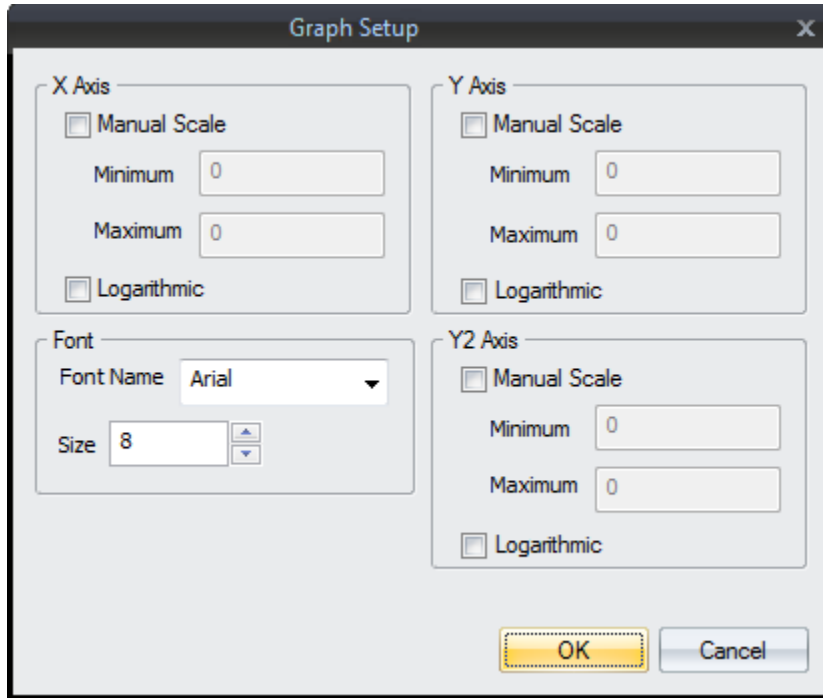 Graph Setup
X
X Axis
Manual Scale
Minimum 0
Maximum 0
Logarithmic
Y Axis
Manual Scale
Minimum 0
Maximum 0
Logarithmic
Font
Font Name Arial
Size 8
Y2 Axis
Manual Scale
Minimum 0
Maximum 0
Logarithmic
OK
Cancel